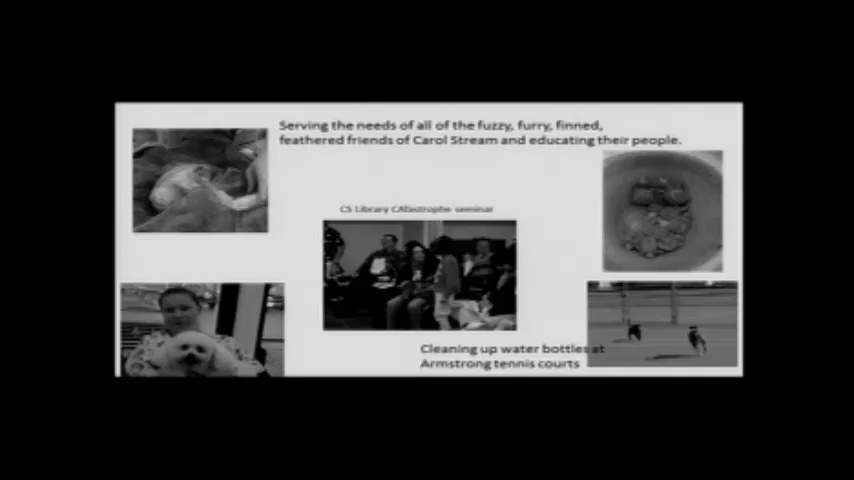 Serving the needs of all of the fuzzy, furry, finned,
feathered friends of Carol Stream and educating their people.
CS Library CATastrophe seminar
Cleaning up water bottles at
Armstrong tennis courts